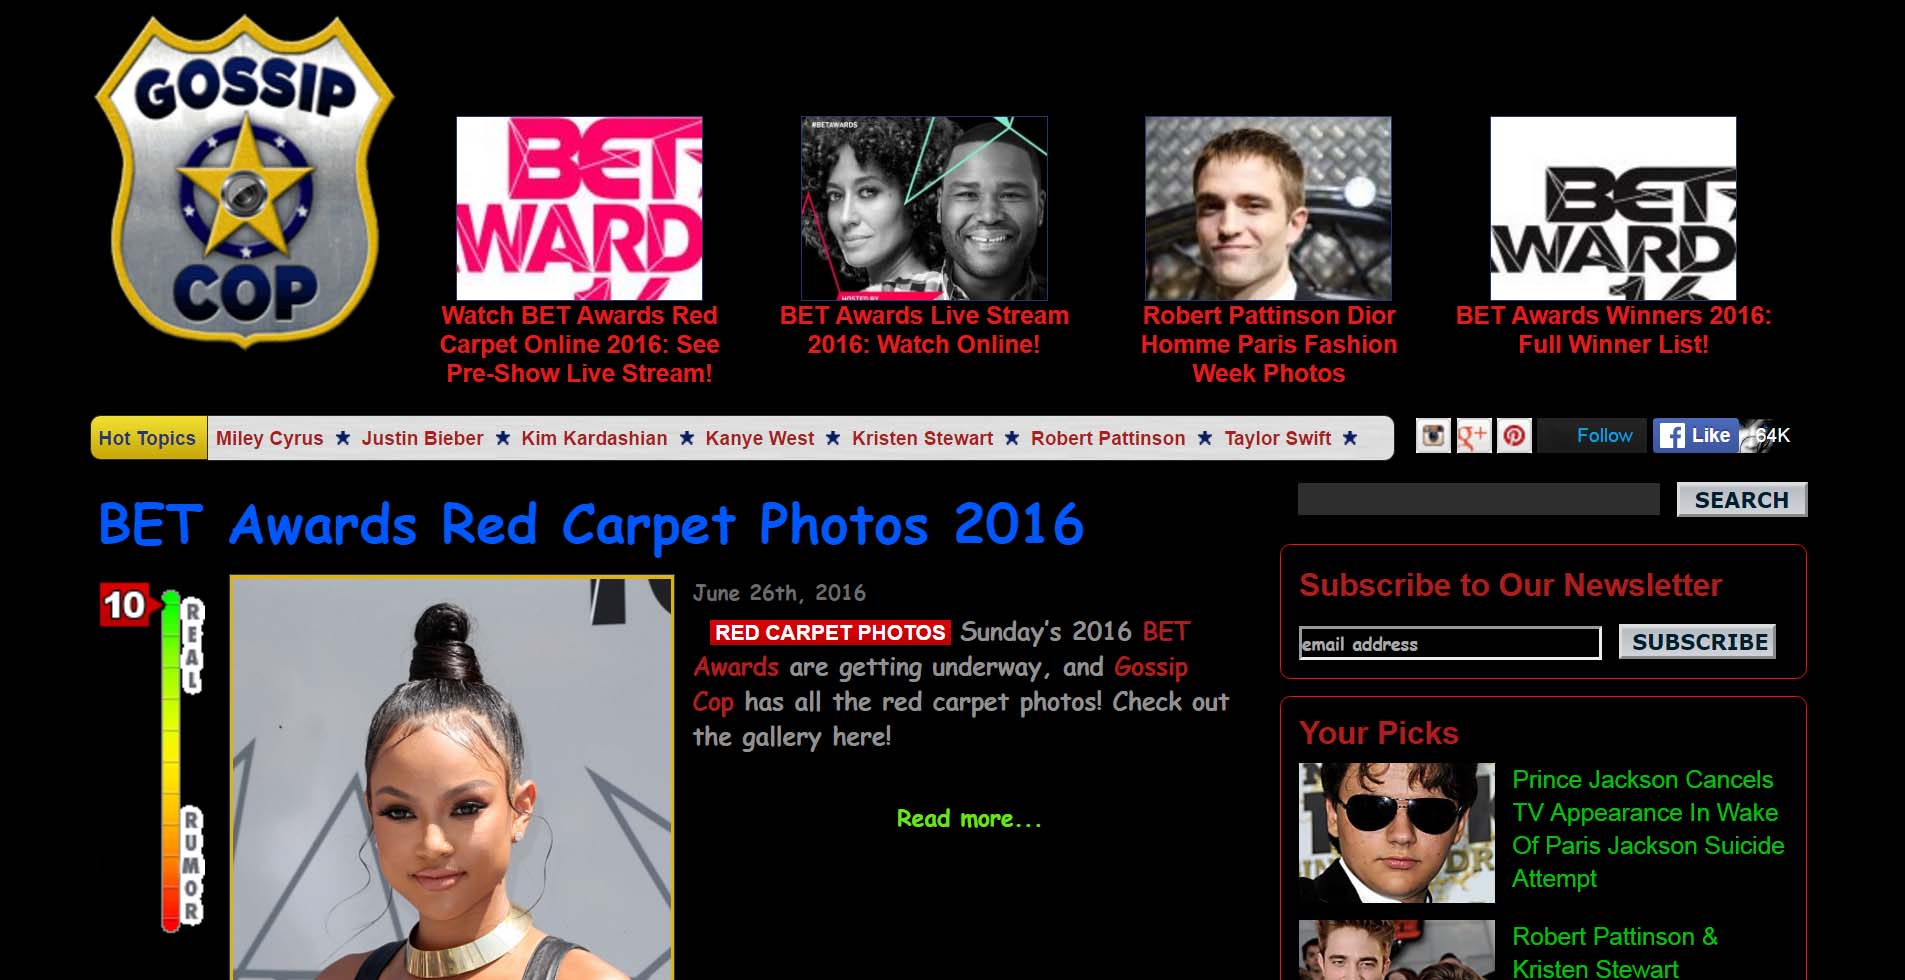 GOSSIP
COP
BET
AWARD
16
#BETAWARDS
HOSTED BY
BET
AWARD
16
Watch BET Awards Red
Carpet Online 2016: See
Pre-Show Live Stream!
BET Awards Live Stream
2016: Watch Online!
Robert Pattinson Dior
Homme Paris Fashion
Week Photos
BET Awards Winners 2016:
Full Winner List!
Hot Topics Miley Cyrus ★ Justin Bieber ★ Kim Kardashian ★ Kanye West ★ Kristen Stewart ★ Robert Pattinson ★ Taylor Swift ★
g+ Follow f Like 64K
SEARCH
BET Awards Red Carpet Photos 2016
10
REAL
RUMOR
June 26th, 2016
RED CARPET PHOTOS Sunday's 2016 BET
Awards are getting underway, and Gossip
Cop has all the red carpet photos! Check out
the gallery here!
Read more...
Subscribe to Our Newsletter
email address SUBSCRIBE
Your Picks
Prince Jackson Cancels
TV Appearance In Wake
Of Paris Jackson Suicide
Attempt
Robert Pattinson &
Kristen Stewart